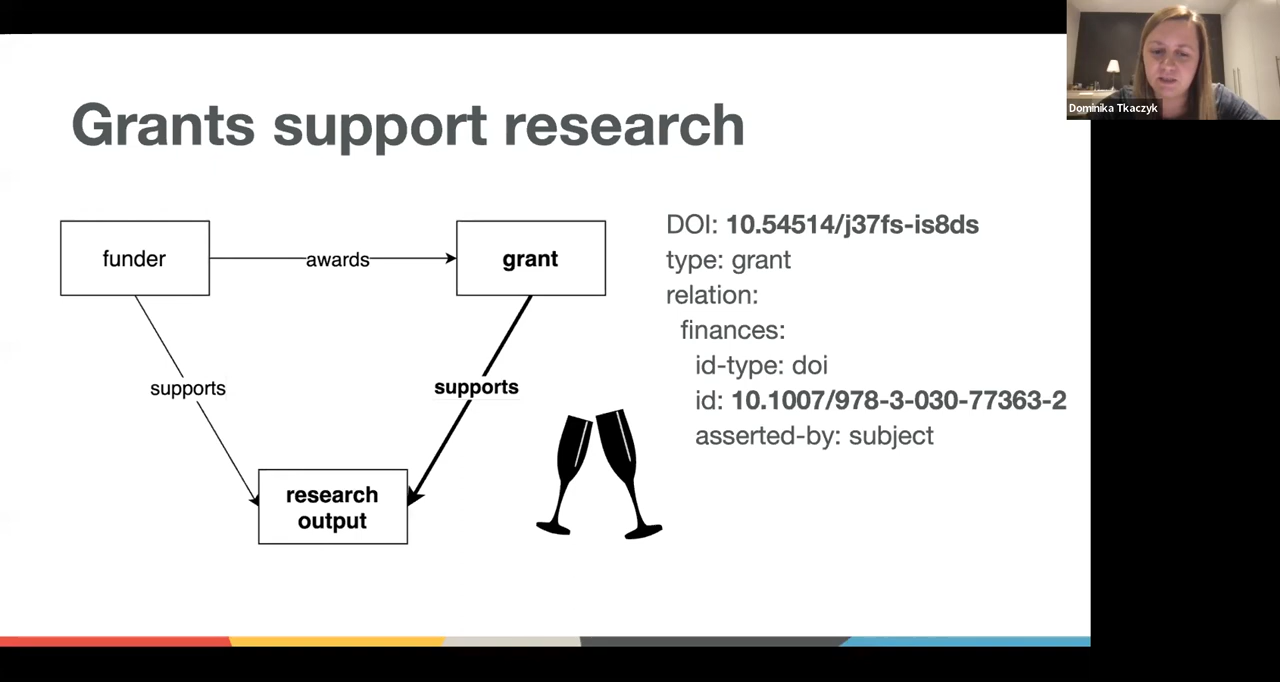 Dominika Tkaczyk
Grants support research
funder
awards
grant
supports
supports
research
output
DOI: 10.54514/j37fs-is8ds
type: grant
relation:
finances:
id-type: doi
id: 10.1007/978-3-030-77363-2
asserted-by: subject